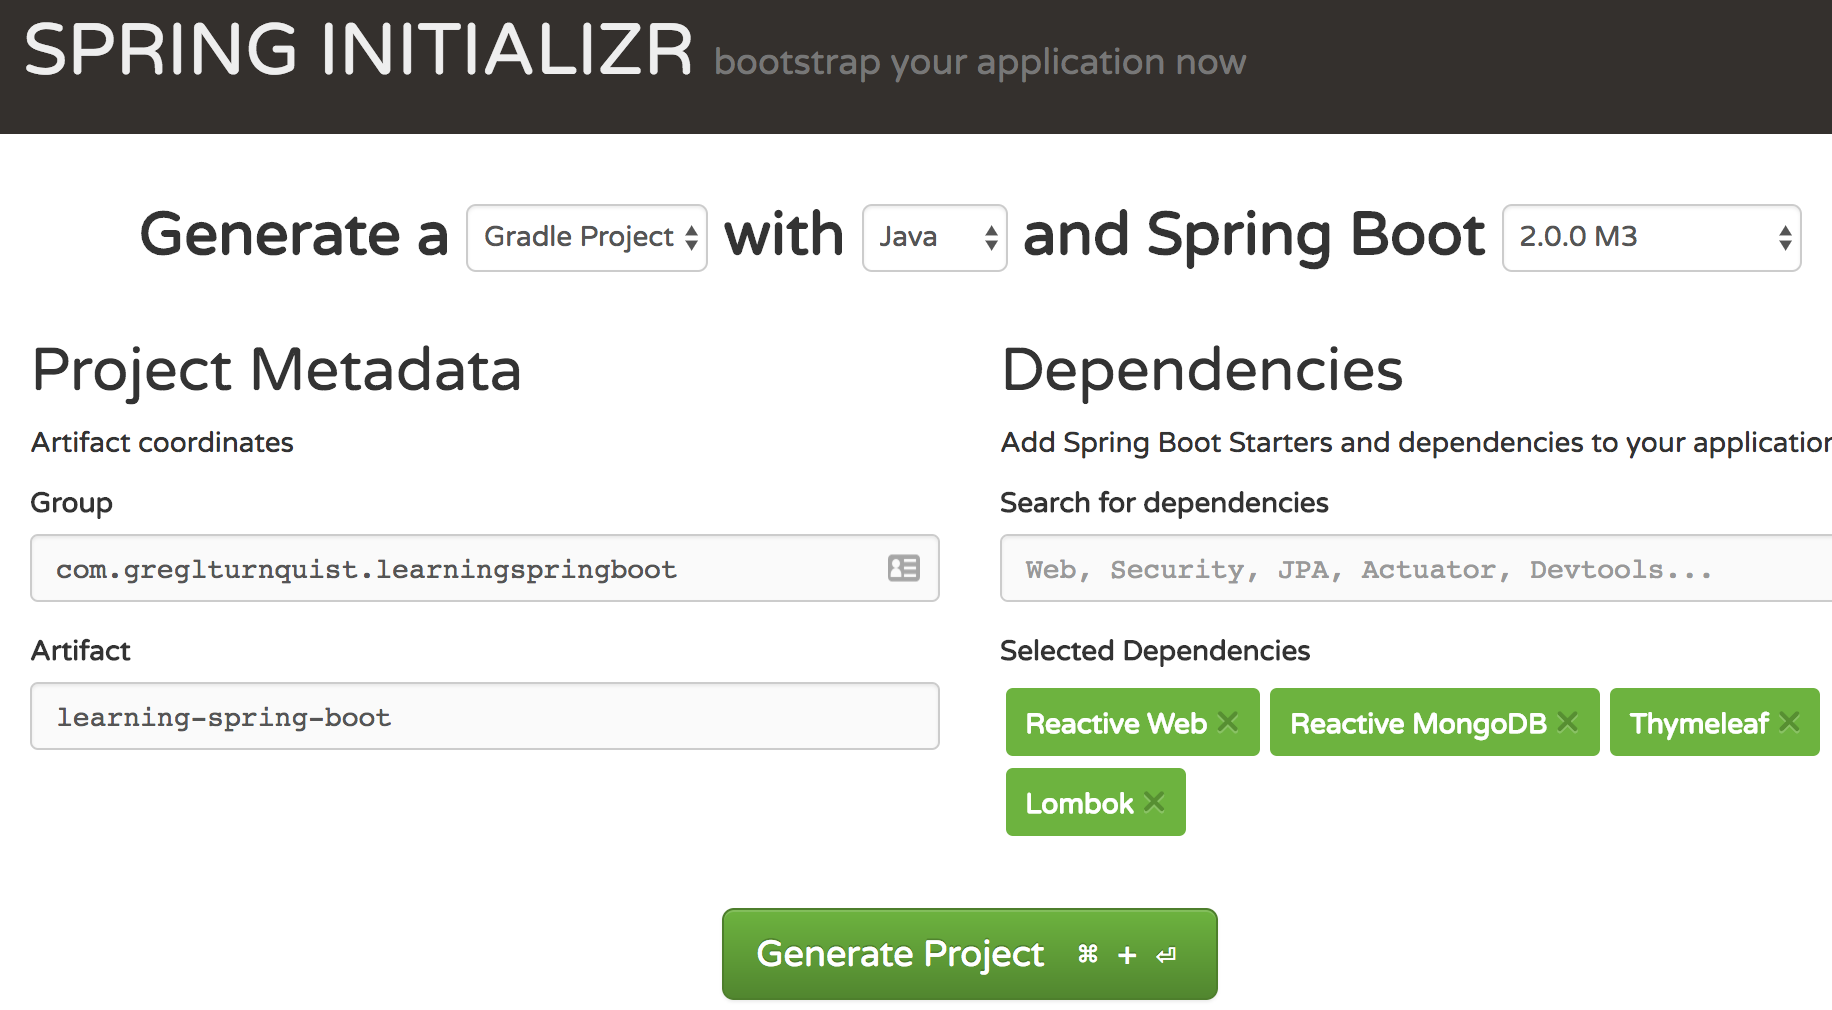 SPRING INITIALIZR bootstrap your application now
Generate a Gradle Project with Java and Spring Boot 2.0.0 M3
Project Metadata
Artifact coordinates
Group
com.greglturnquist.learningspringboot
Artifact
learning-spring-boot
Dependencies
Add Spring Boot Starters and dependencies to your application
Search for dependencies
Web, Security, JPA, Actuator, Devtools...
Selected Dependencies
Reactive Web × Reactive MongoDB × Thymeleaf ×
Lombok ×
Generate Project ⌘ + ⏎